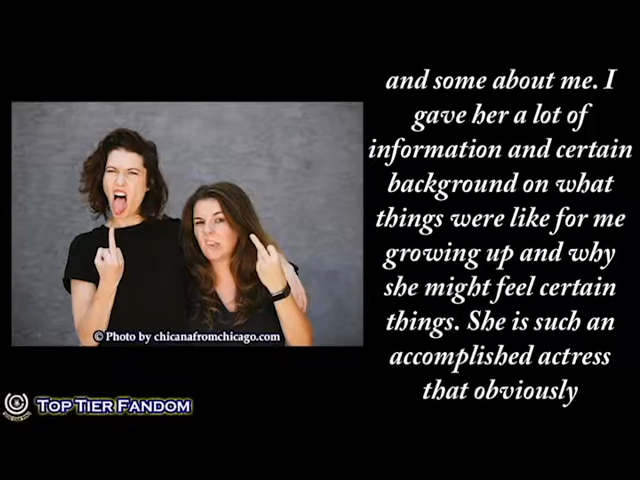 and some about me. I
gave her a lot of
information and certain
background on what
things were like for me
growing up and why
she might feel certain
things. She is such an
accomplished actress
that obviously
© Photo by chicanafromchicago.com
TOP TIER FANDOM